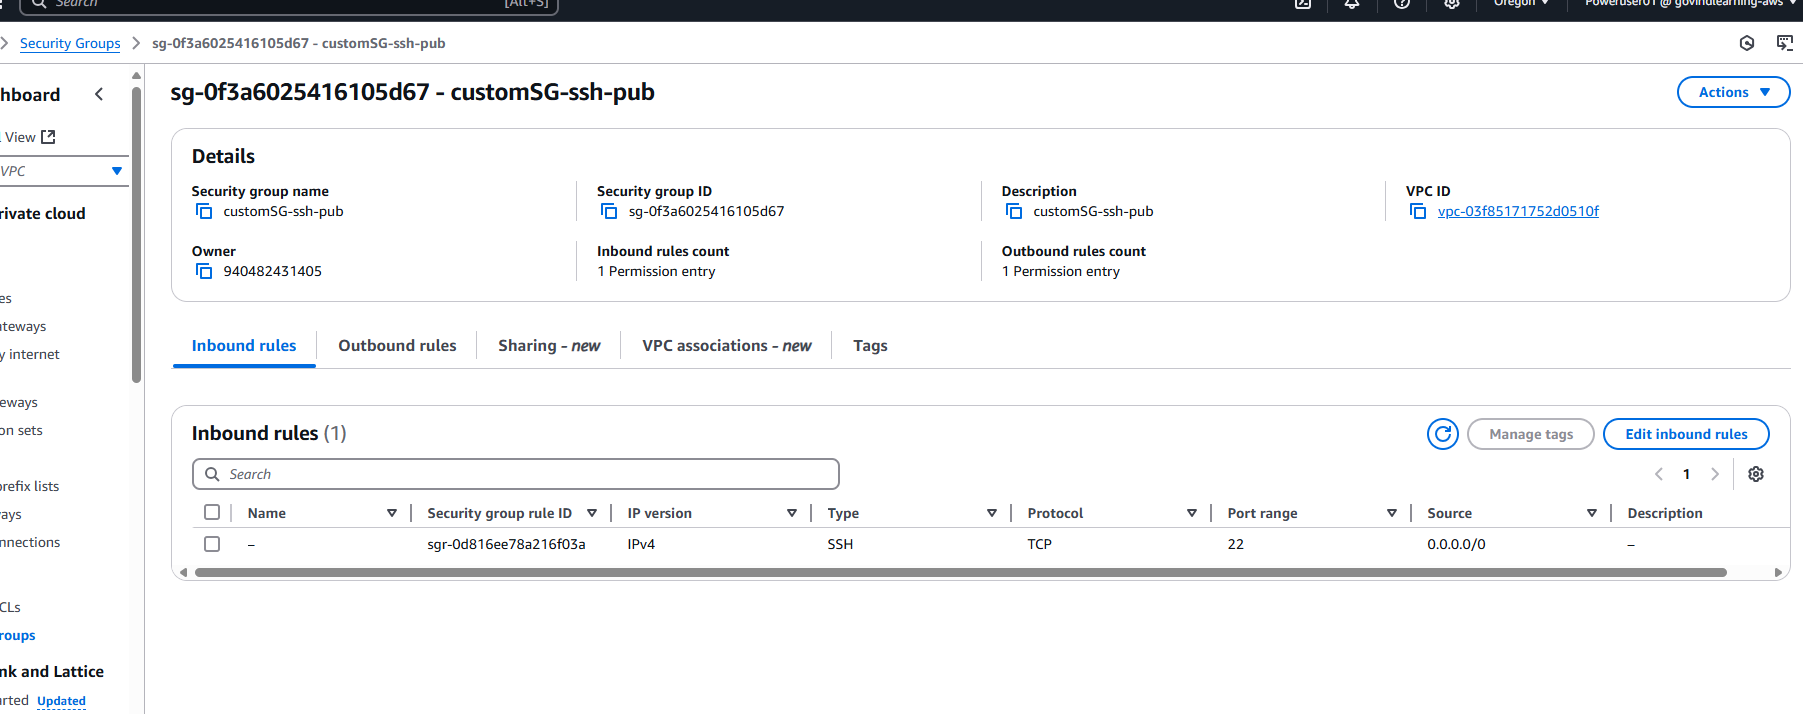 Search [Alt+S] Oregon Poweruser01 @ govindlearning-aws
Security Groups sg-0f3a6025416105d67 - customSG-ssh-pub
hboard
View
VPC
rivate cloud
es
ateways
y internet
eways
on sets
prefix lists
ays
nnections
CLs
roups
nk and Lattice
arted Updated
sg-0f3a6025416105d67 - customSG-ssh-pub
Actions
Details
Security group name
customSG-ssh-pub
Security group ID
sg-0f3a6025416105d67
Description
customSG-ssh-pub
VPC ID
vpc-03f85171752d0510f
Owner
940482431405
Inbound rules count
1 Permission entry
Outbound rules count
1 Permission entry
Inbound rules Outbound rules Sharing - new VPC associations - new Tags
Inbound rules (1)
Manage tags Edit inbound rules
Search
1
Name Security group rule ID IP version Type Protocol Port range Source Description
– sgr-0d816ee78a216f03a IPv4 SSH TCP 22 0.0.0.0/0 –